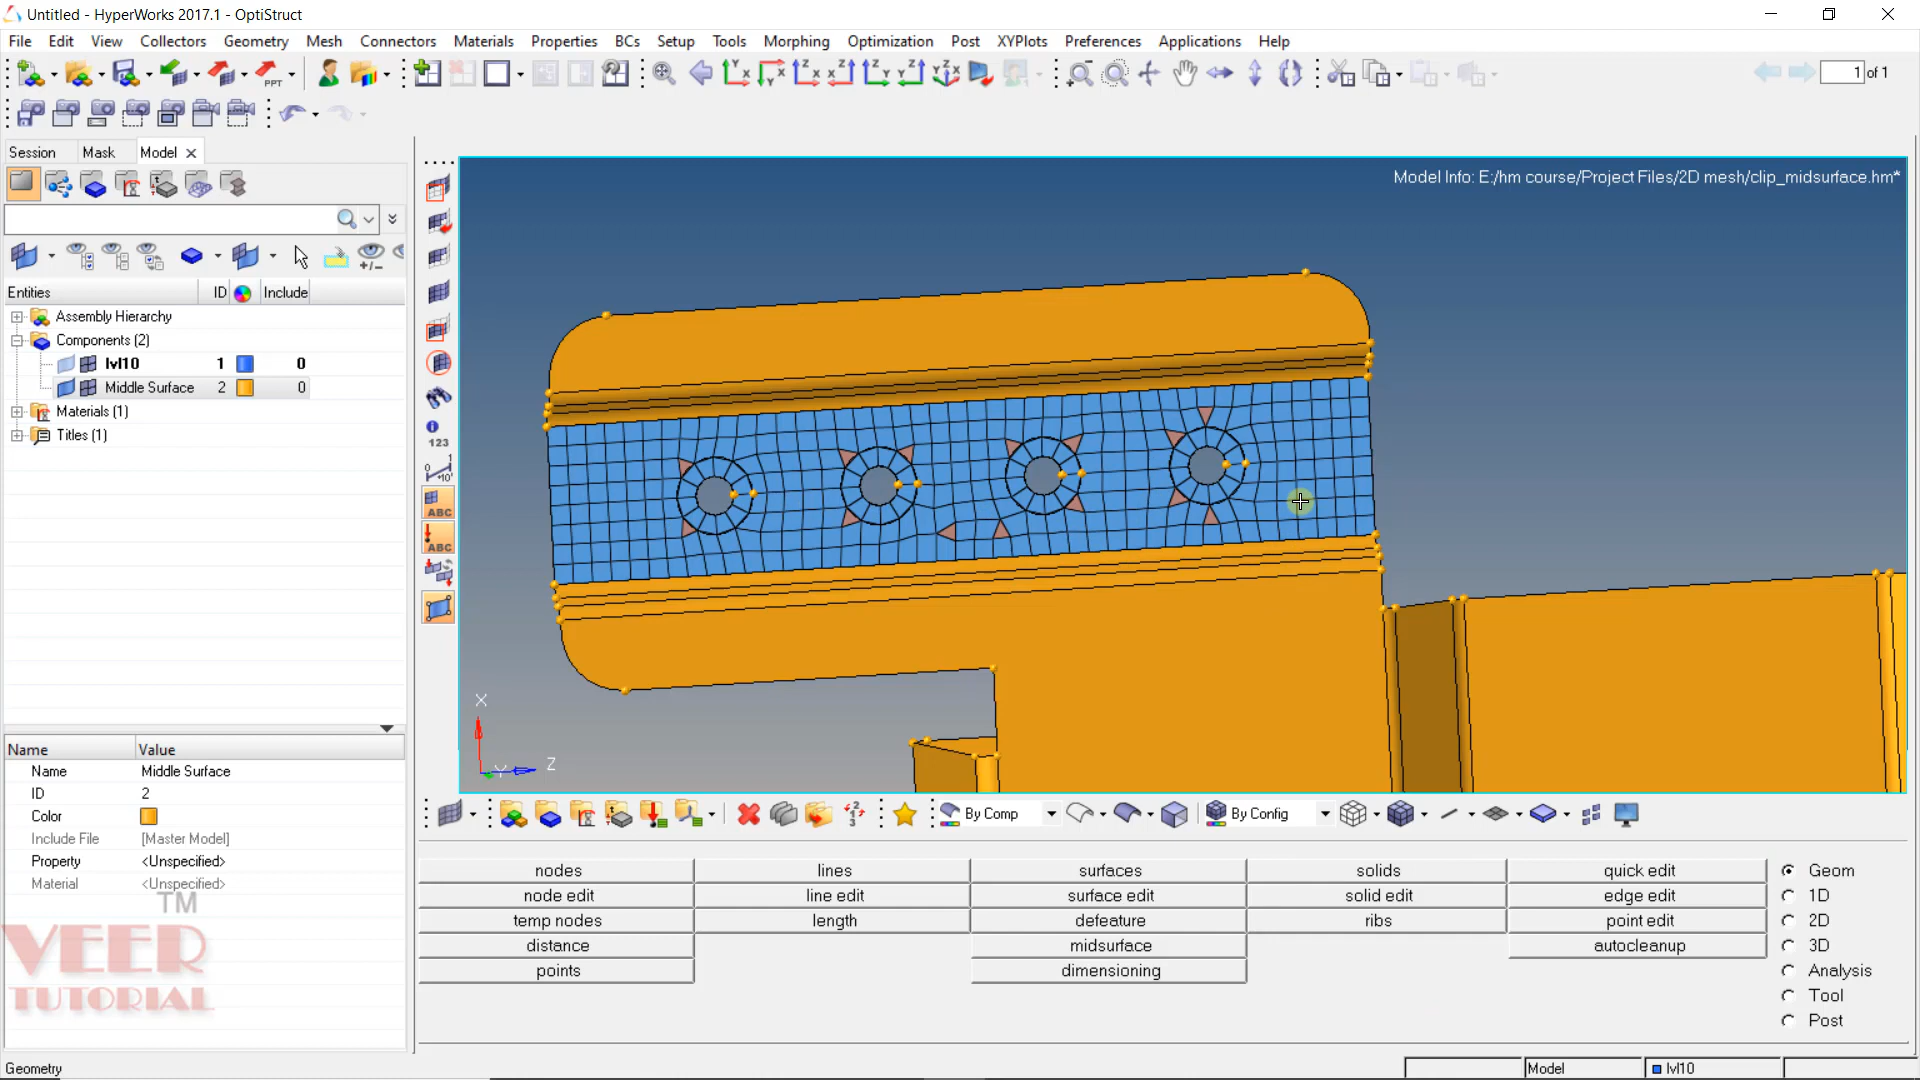 Untitled - HyperWorks 2017.1 - OptiStruct
File Edit View Collectors Geometry Mesh Connectors Materials Properties BCs Setup Tools Morphing Optimization Post XYPlots Preferences Applications Help
PPT
1 of 1
Session Mask Model
Model Info: E:/hm course/Project Files/2D mesh/clip_midsurface.hm*
Entities ID Include
Assembly Hierarchy
Components (2)
lvl10 1 0
Middle Surface 2 0
Materials (1)
Titles (1)
123
ABC
ABC
X
Y Z
Name Value
Name Middle Surface
ID 2
Color
Include File [Master Model]
Property <Unspecified>
Material <Unspecified>
By Comp By Config
nodes lines surfaces solids quick edit Geom
node edit line edit surface edit solid edit edge edit 1D
temp nodes length defeature ribs point edit 2D
distance midsurface autocleanup 3D
points dimensioning Analysis
Tool
Post
TM
VEER
TUTORIAL
Geometry Model lvl10